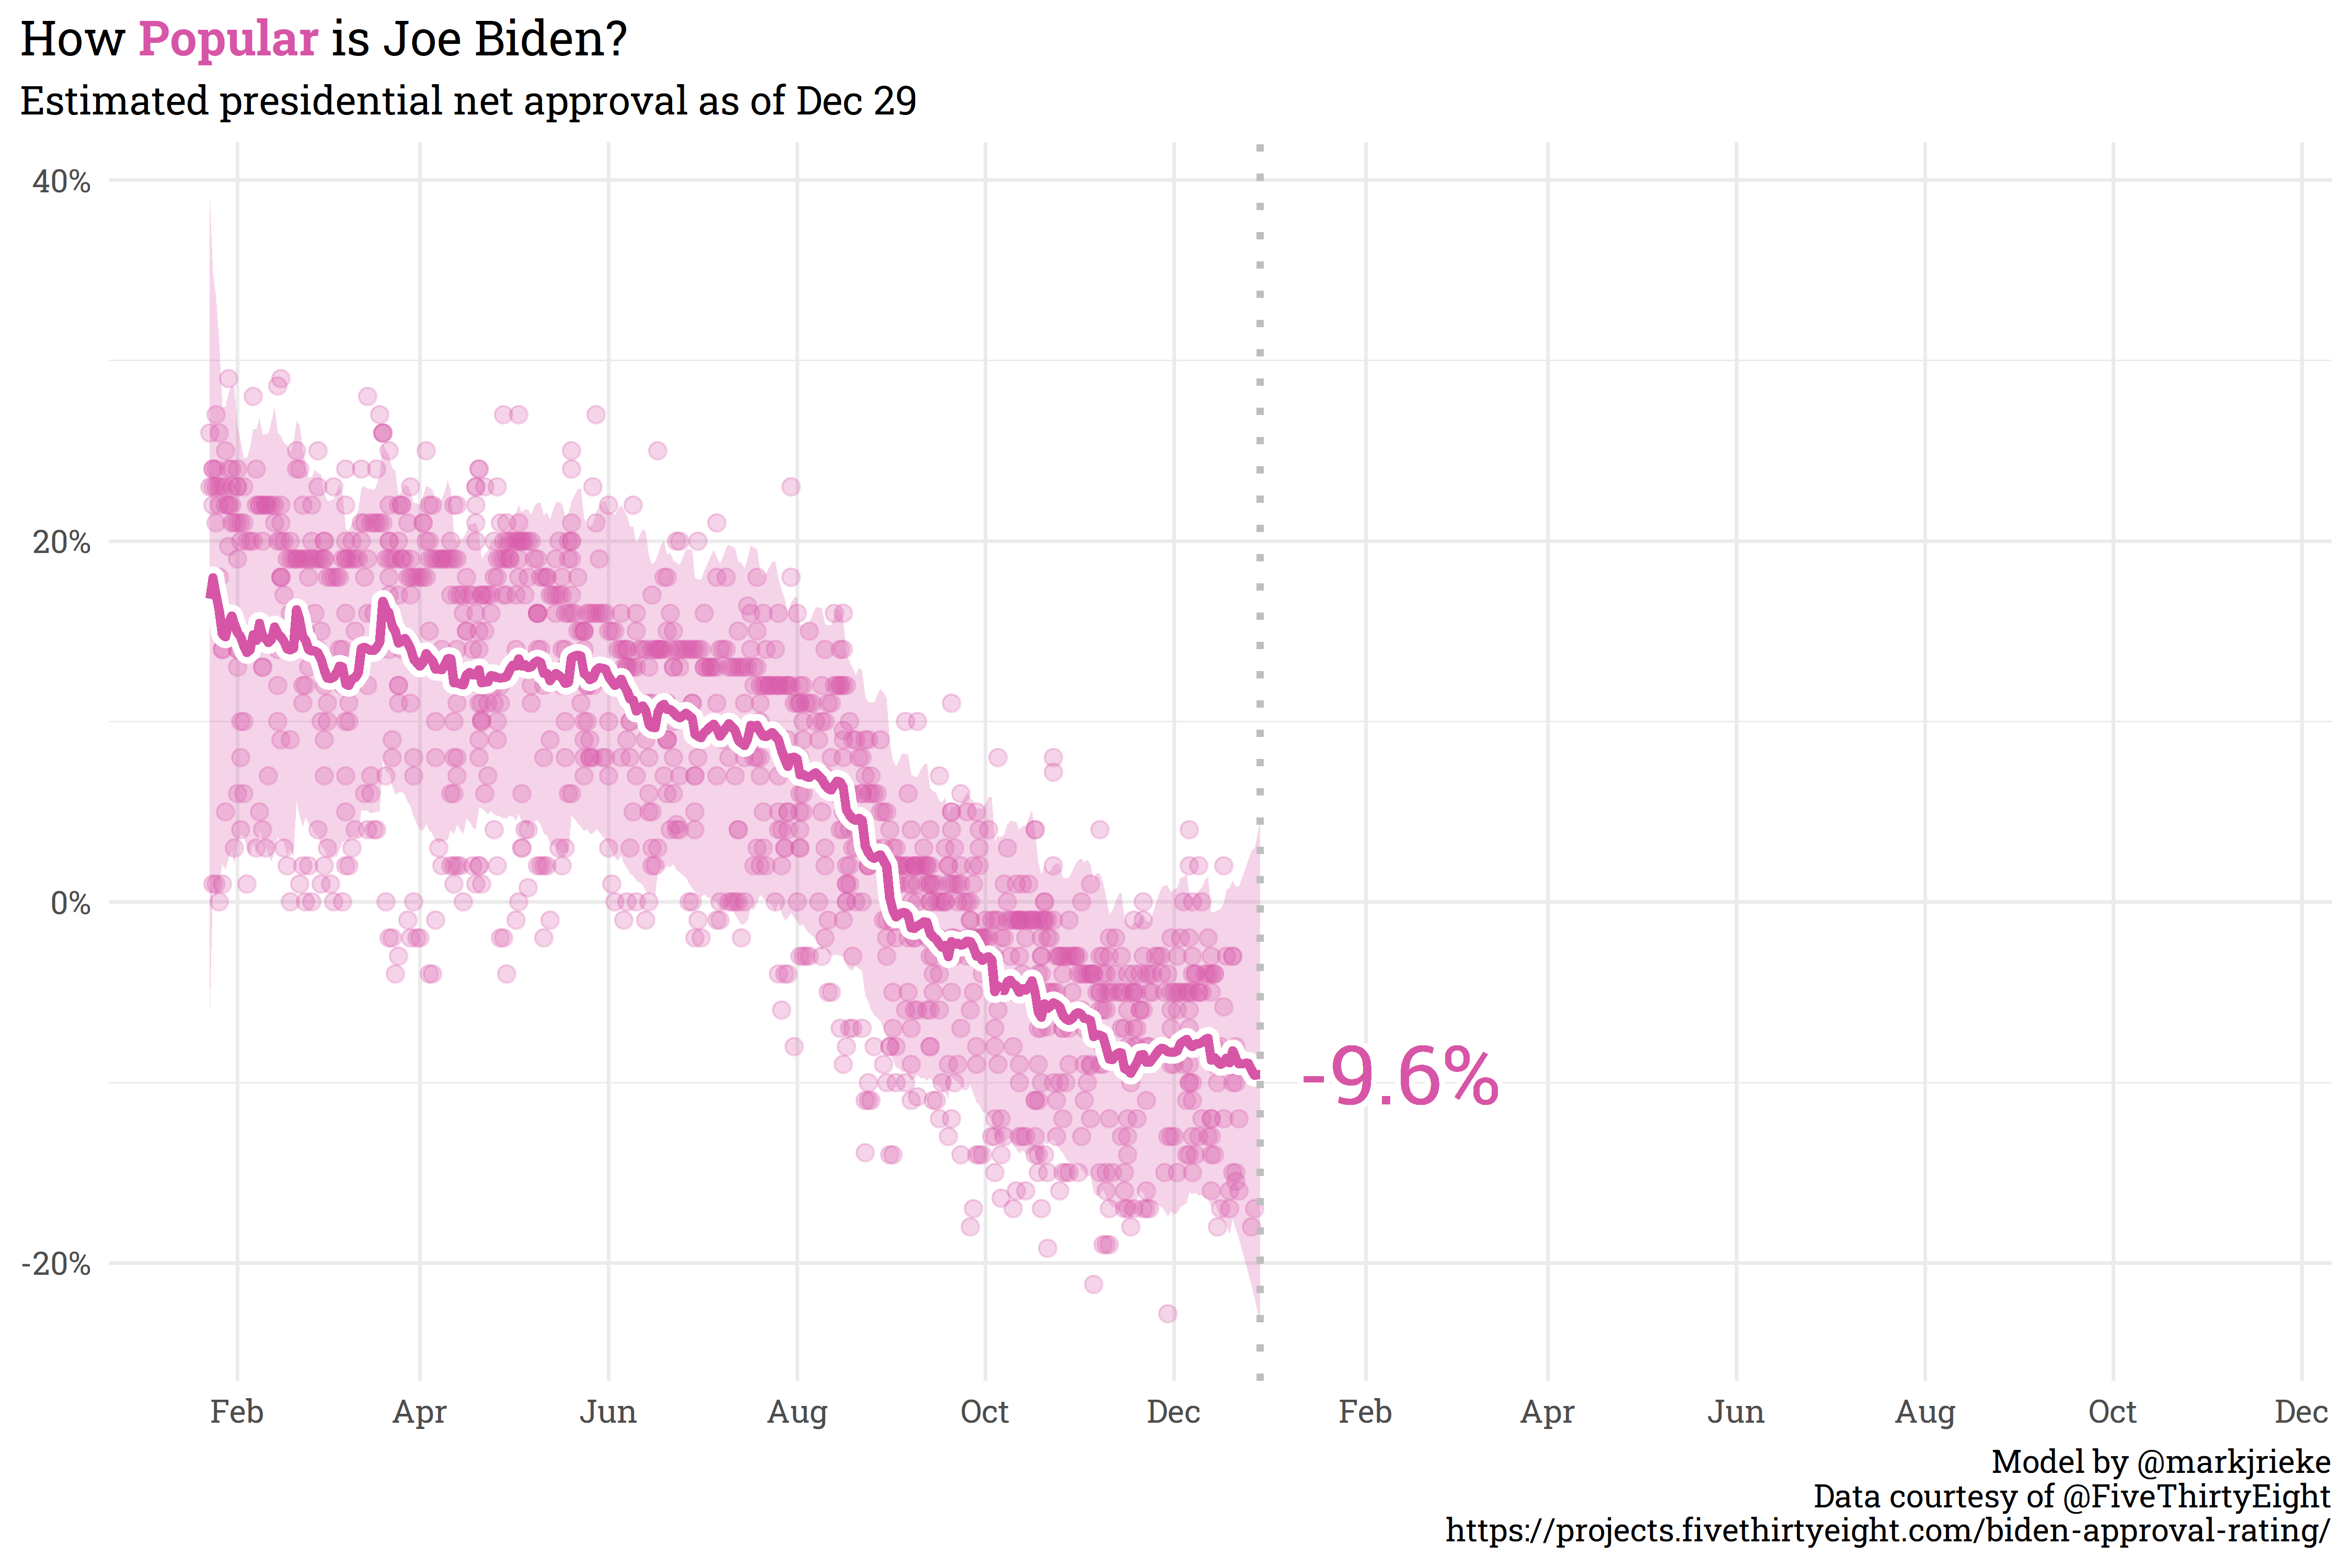 How Popular is Joe Biden?
Estimated presidential net approval as of Dec 29
40%
20%
0%
-20%
-9.6%
Feb Apr Jun Aug Oct Dec Feb Apr Jun Aug Oct Dec
Model by @markjrieke
Data courtesy of @FiveThirtyEight
https://projects.fivethirtyeight.com/biden-approval-rating/